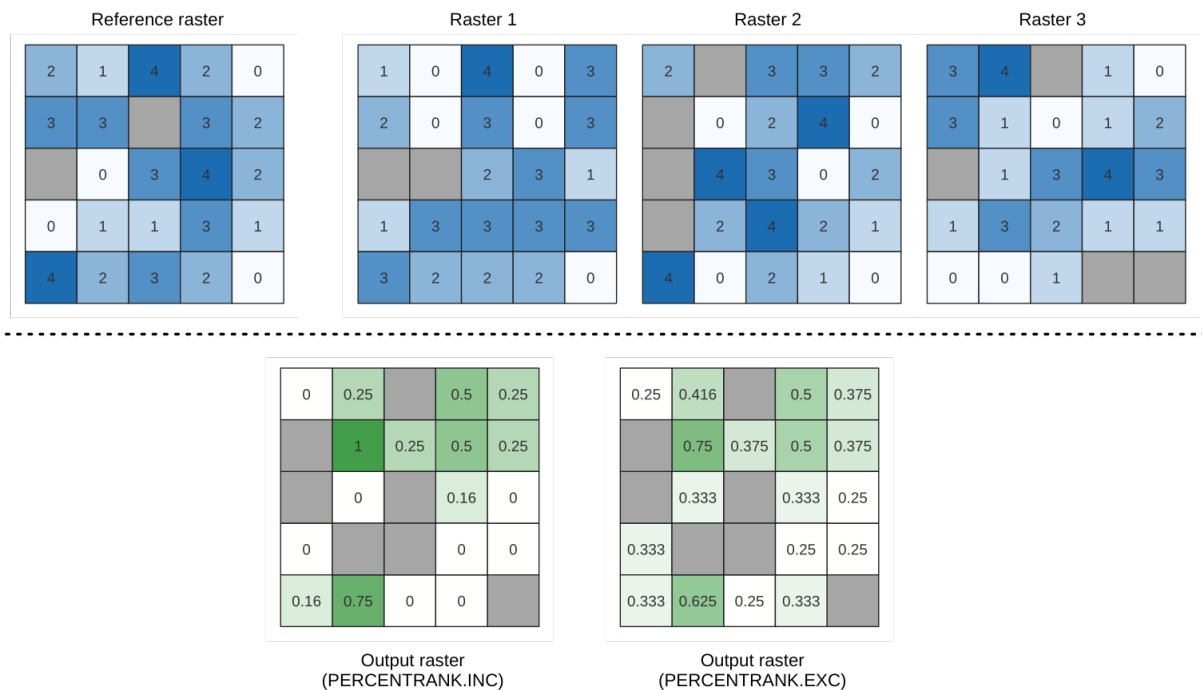 Reference raster Raster 1 Raster 2 Raster 3
2 1 4 2 0 1 0 4 0 3 2 3 3 2 3 4 1 0
3 3 3 2 2 0 3 0 3 0 2 4 0 3 1 0 1 2
0 3 4 2 2 3 1 4 3 0 2 1 3 4 3
0 1 1 3 1 1 3 3 3 3 2 4 2 1 1 3 2 1 1
4 2 3 2 0 3 2 2 2 0 4 0 2 1 0 0 0 1
0 0.25 0.5 0.25 0.25 0.416 0.5 0.375
1 0.25 0.5 0.25 0.75 0.375 0.5 0.375
0 0.16 0 0.333 0.333 0.25
0 0 0 0.333 0.25 0.25
0.16 0.75 0 0 0.333 0.625 0.25 0.333
Output raster Output raster
(PERCENTRANK.INC) (PERCENTRANK.EXC)